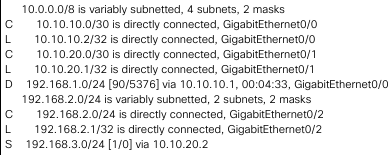 10.0.0.0/8 is variably subnetted, 4 subnets, 2 masks
C 10.10.10.0/30 is directly connected, GigabitEthernet0/0
L 10.10.10.2/32 is directly connected, GigabitEthernet0/0
C 10.10.20.0/30 is directly connected, GigabitEthernet0/1
L 10.10.20.1/32 is directly connected, GigabitEthernet0/1
D 192.168.1.0/24 [90/5376] via 10.10.10.1, 00:04:33, GigabitEthernet0/0
192.168.2.0/24 is variably subnetted, 2 subnets, 2 masks
C 192.168.2.0/24 is directly connected, GigabitEthernet0/2
L 192.168.2.1/32 is directly connected, GigabitEthernet0/2
S 192.168.3.0/24 [1/0] via 10.10.20.2